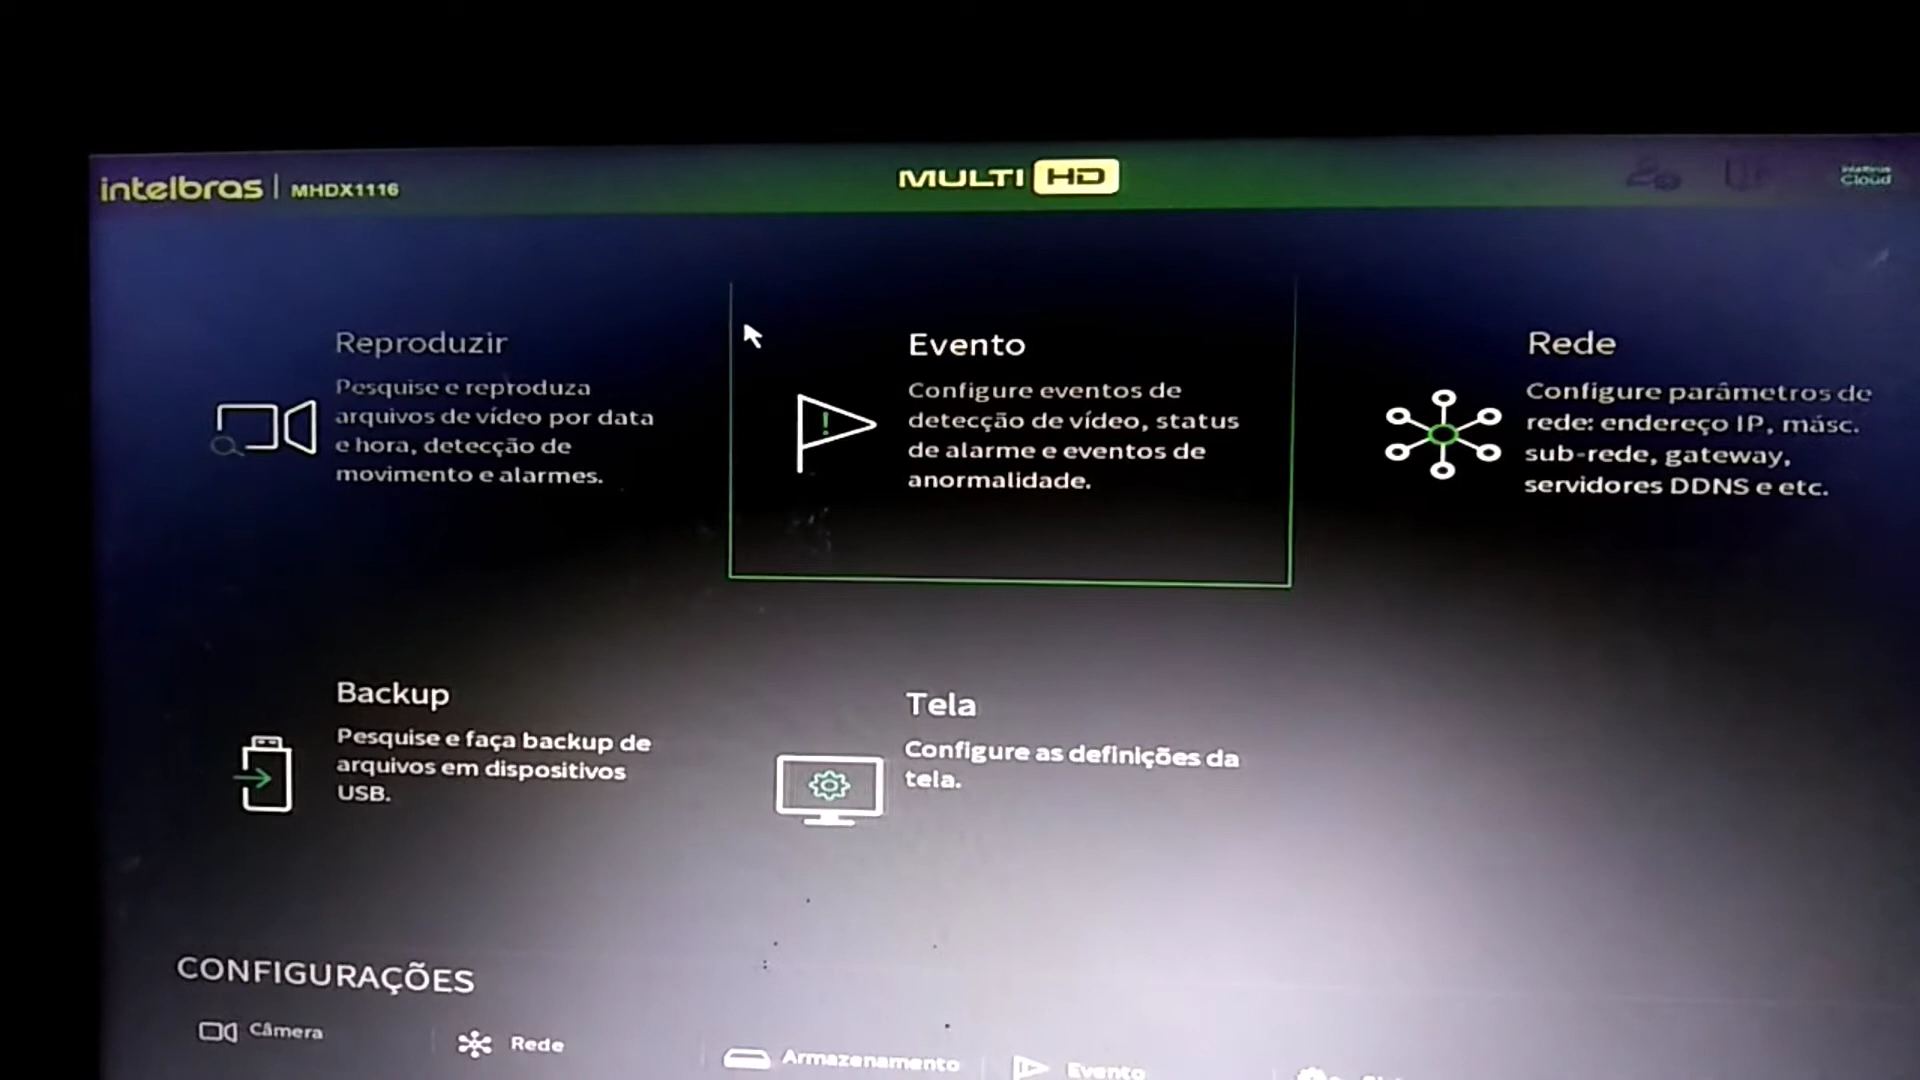 intelbras | MHDX1116
MULTI HD
intelbras Cloud
Reproduzir
Pesquise e reproduza
arquivos de vídeo por data
e hora, detecção de
movimento e alarmes.
Evento
Configure eventos de
detecção de vídeo, status
de alarme e eventos de
anormalidade.
Rede
Configure parâmetros de
rede: endereço IP, másc.
sub-rede, gateway,
servidores DDNS e etc.
Backup
Pesquise e faça backup de
arquivos em dispositivos
USB.
Tela
Configure as definições da
tela.
CONFIGURAÇÕES
Câmera
Rede
Armazenamento
Evento